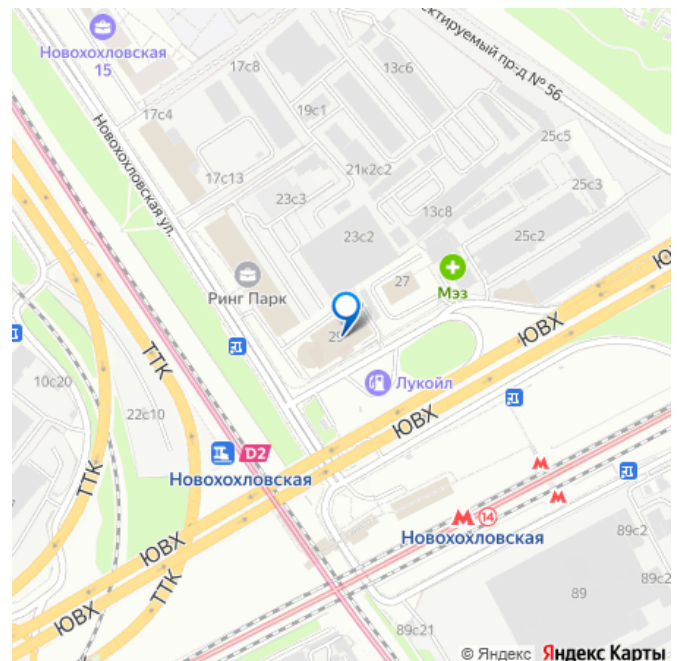 Новохохловская
15
17с8
13с6
ектируемый пр-д № 56
17с4
19с1
Новохохловская ул.
25с5
21к2с2
17с13
25с3
23с3
13с8
23с2
25с2
27
Ринг Парк
Мэз
ЮВХ
ТТК
Лукойл
10с20
22с10
ЮВХ
D2
Новохохловская
ТТК
14
Новохохловская
89с2
ЮВХ
ТТК
89
89с2
ЮВХ
89с21
© Яндекс
Яндекс Карты